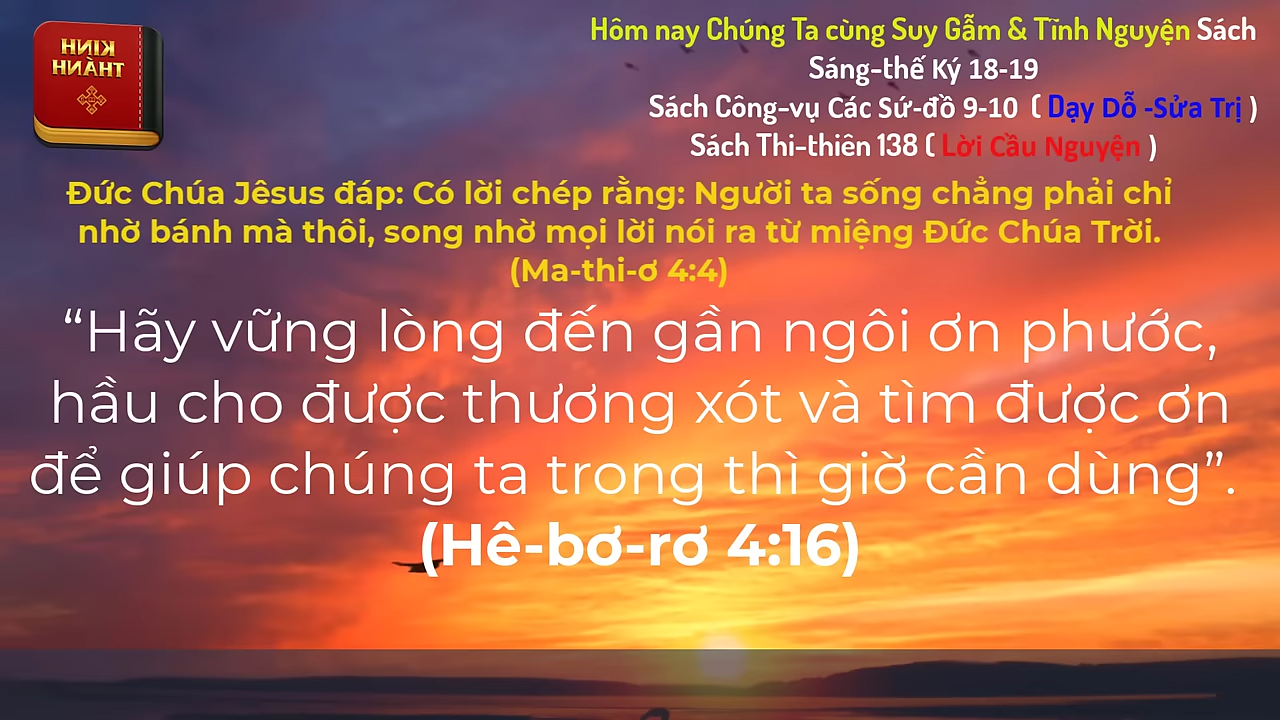 KINH
THÀNH
Hôm nay Chúng Ta cùng Suy Gẫm & Tĩnh Nguyện Sách
Sáng-thế Ký 18-19
Sách Công-vụ Các Sứ-đồ 9-10 ( Dạy Dỗ -Sửa Trị )
Sách Thi-thiên 138 ( Lời Cầu Nguyện )
Đức Chúa Jêsus đáp: Có lời chép rằng: Người ta sống chẳng phải chỉ
nhờ bánh mà thôi, song nhờ mọi lời nói ra từ miệng Đức Chúa Trời.
(Ma-thi-ơ 4:4)
“Hãy vững lòng đến gần ngôi ơn phước,
hầu cho được thương xót và tìm được ơn
để giúp chúng ta trong thì giờ cần dùng”.
(Hê-bơ-rơ 4:16)